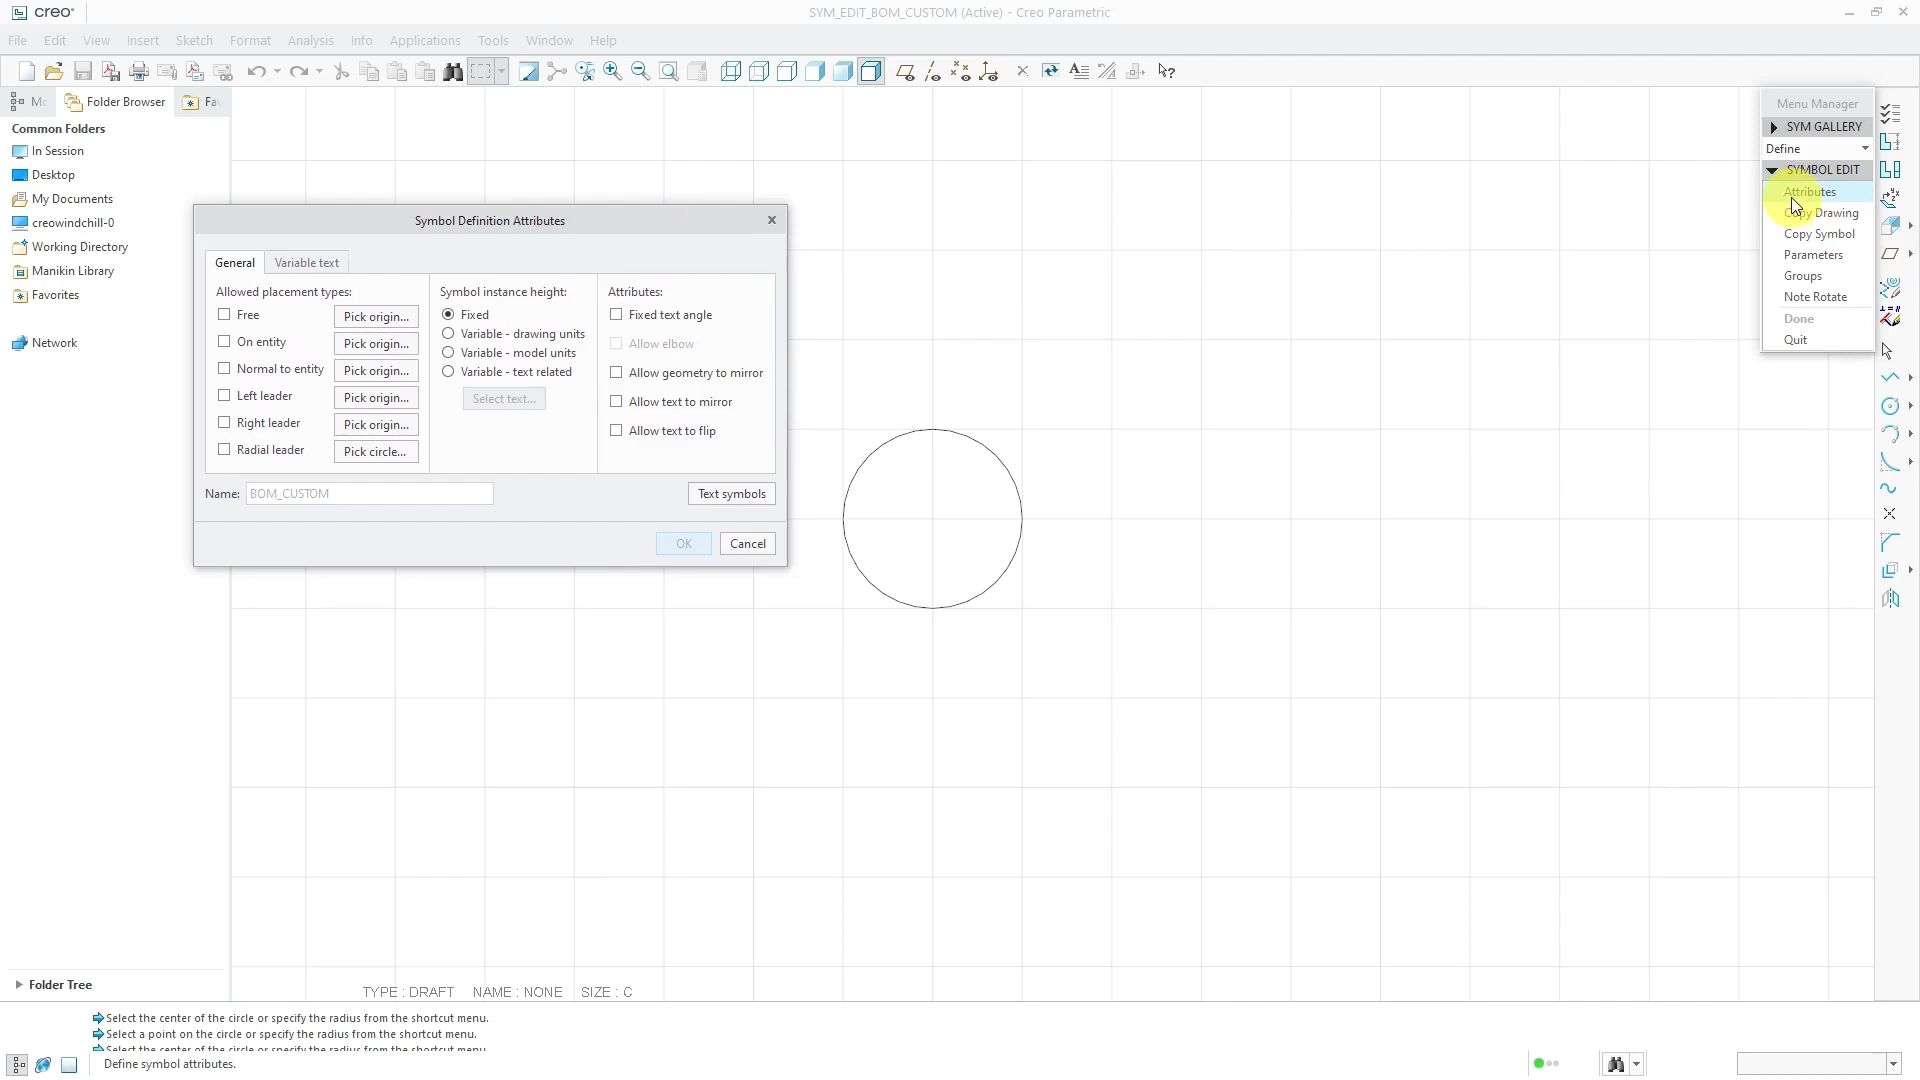 creo
SYM_EDIT_BOM_CUSTOM (Active) - Creo Parametric
File Edit View Insert Sketch Format Analysis Info Applications Tools Window Help
Folder Browser
Common Folders
In Session
Desktop
My Documents
creowindchill-0
Working Directory
Manikin Library
Favorites
Network
Folder Tree
Symbol Definition Attributes
General Variable text
Allowed placement types:
Free Pick origin...
On entity Pick origin...
Normal to entity Pick origin...
Left leader Pick origin...
Right leader Pick origin...
Radial leader Pick circle...
Symbol instance height:
Fixed
Variable - drawing units
Variable - model units
Variable - text related
Select text...
Attributes:
Fixed text angle
Allow elbow
Allow geometry to mirror
Allow text to mirror
Allow text to flip
Name: BOM_CUSTOM
Text symbols
OK Cancel
Menu Manager
SYM GALLERY
Define
SYMBOL EDIT
Attributes
Copy Drawing
Copy Symbol
Parameters
Groups
Note Rotate
Done
Quit
TYPE : DRAFT NAME : NONE SIZE : C
Select the center of the circle or specify the radius from the shortcut menu.
Select a point on the circle or specify the radius from the shortcut menu.
Select the center of the circle or specify the radius from the shortcut menu.
Define symbol attributes.